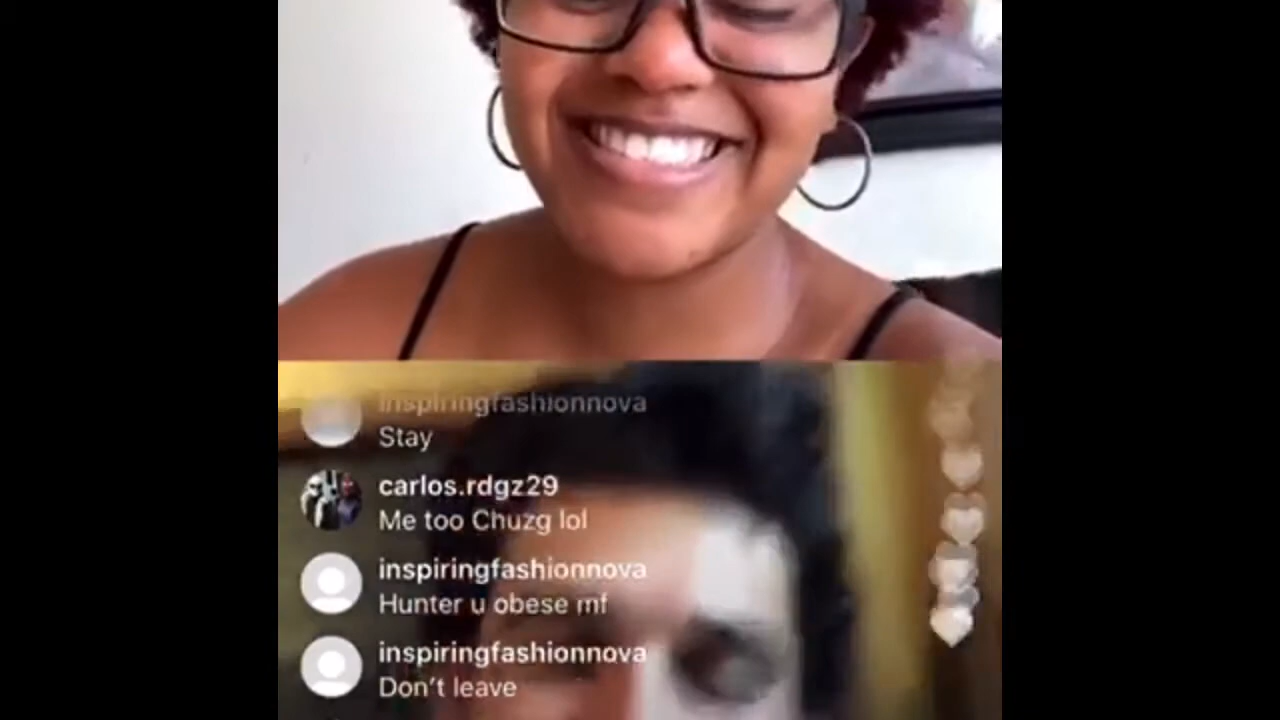 inspiringfashionnova
Stay
carlos.rdgz29
Me too Chuzg lol
inspiringfashionnova
Hunter u obese mf
inspiringfashionnova
Don't leave